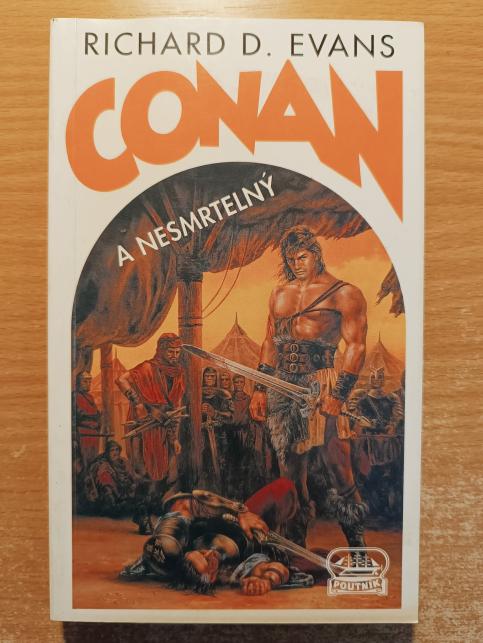 RICHARD D. EVANS
CONAN
A NESMRTELNÝ
POUTNÍK